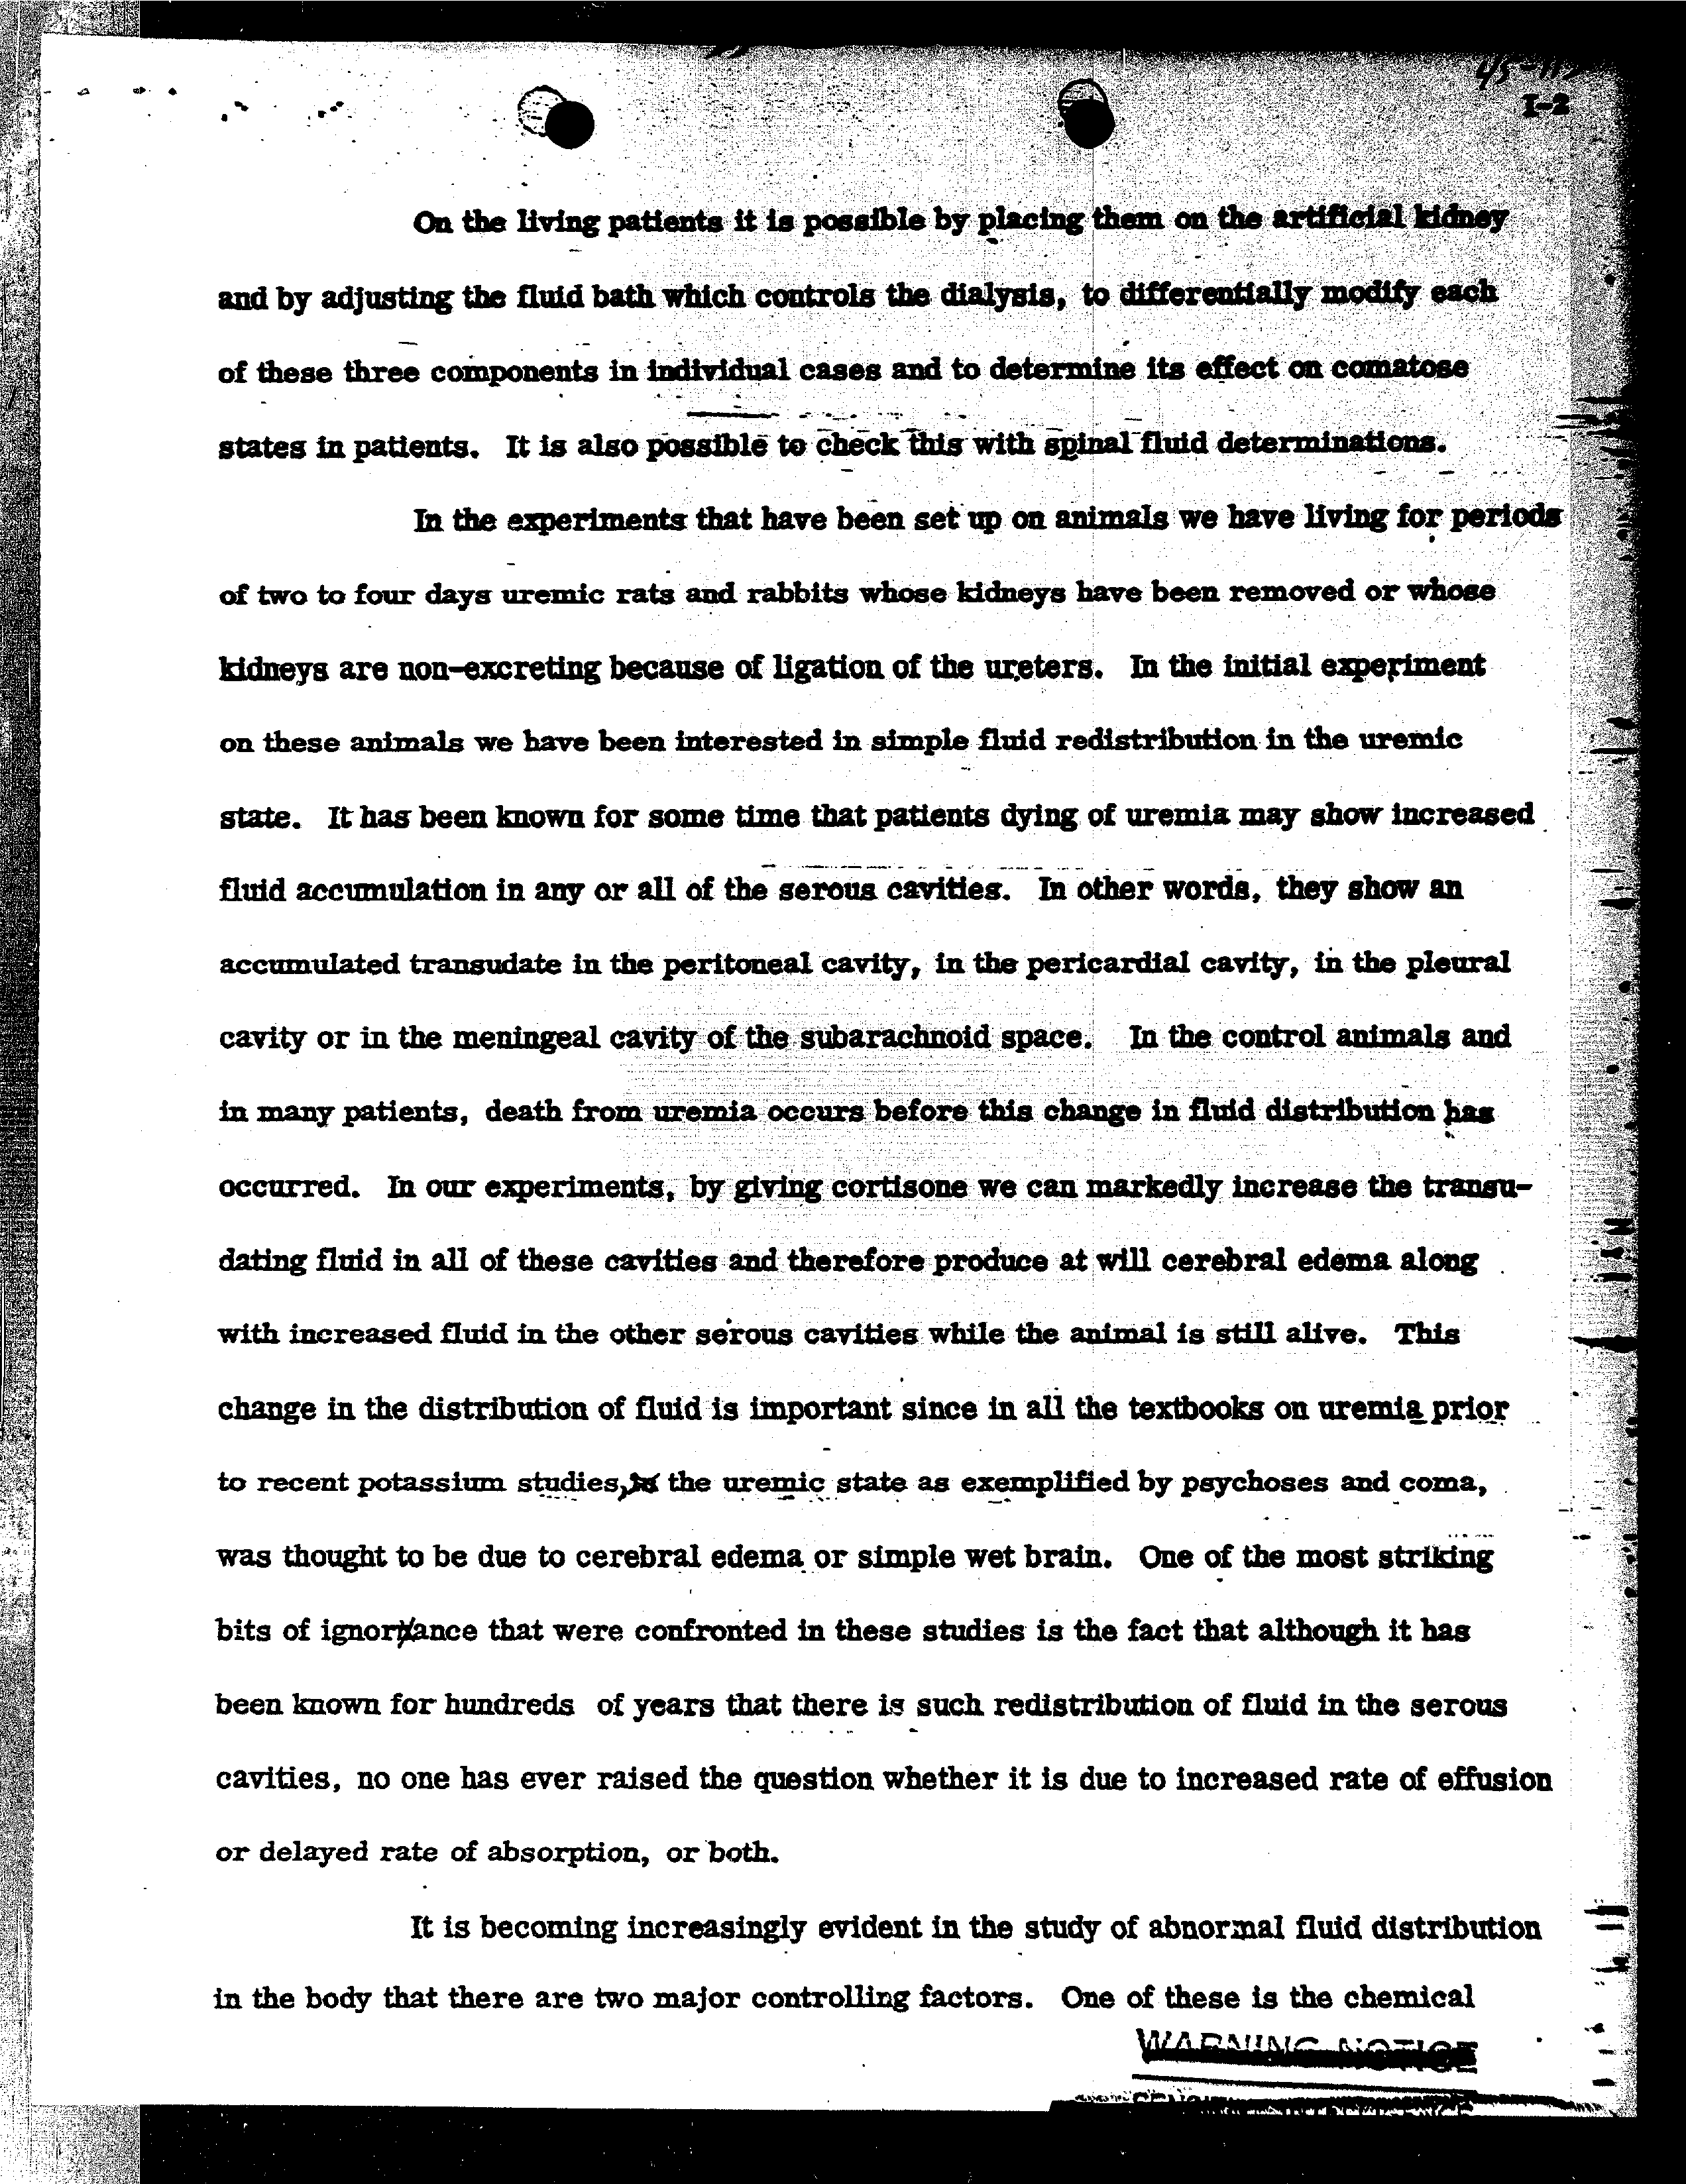 I-2
On the living patients it is possible by placing them on the artificial kidney
and by adjusting the fluid bath which controls the dialysis, to differentially modify each
of these three components in individual cases and to determine its effect on comatose
states in patients. It is also possible to check this with spinal fluid determinations.
In the experiments that have been set up on animals we have living for periods
of two to four days uremic rats and rabbits whose kidneys have been removed or whose
kidneys are non-excreting because of ligation of the ureters. In the initial experiment
on these animals we have been interested in simple fluid redistribution in the uremic
state. It has been known for some time that patients dying of uremia may show increased
fluid accumulation in any or all of the serous cavities. In other words, they show an
accumulated transudate in the peritoneal cavity, in the pericardial cavity, in the pleural
cavity or in the meningeal cavity of the subarachnoid space. In the control animals and
in many patients, death from uremia occurs before this change in fluid distribution has
occurred. In our experiments, by giving cortisone we can markedly increase the transu-
dating fluid in all of these cavities and therefore produce at will cerebral edema along
with increased fluid in the other serous cavities while the animal is still alive. This
change in the distribution of fluid is important since in all the textbooks on uremia prior
to recent potassium studies, the uremic state as exemplified by psychoses and coma,
was thought to be due to cerebral edema or simple wet brain. One of the most striking
bits of ignorance that were confronted in these studies is the fact that although it has
been known for hundreds of years that there is such redistribution of fluid in the serous
cavities, no one has ever raised the question whether it is due to increased rate of effusion
or delayed rate of absorption, or both.
It is becoming increasingly evident in the study of abnormal fluid distribution
in the body that there are two major controlling factors. One of these is the chemical
WARNING NOTICE